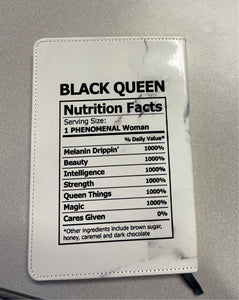 BLACK QUEEN
Nutrition Facts
Serving Size:
1 PHENOMENAL Woman
% Daily Value*
Melanin Drippin' 1000%
Beauty 1000%
Intelligence 1000%
Strength 1000%
Queen Things 1000%
Magic 1000%
Cares Given 0%
*Other ingredients include brown sugar,
honey, caramel and dark chocolate